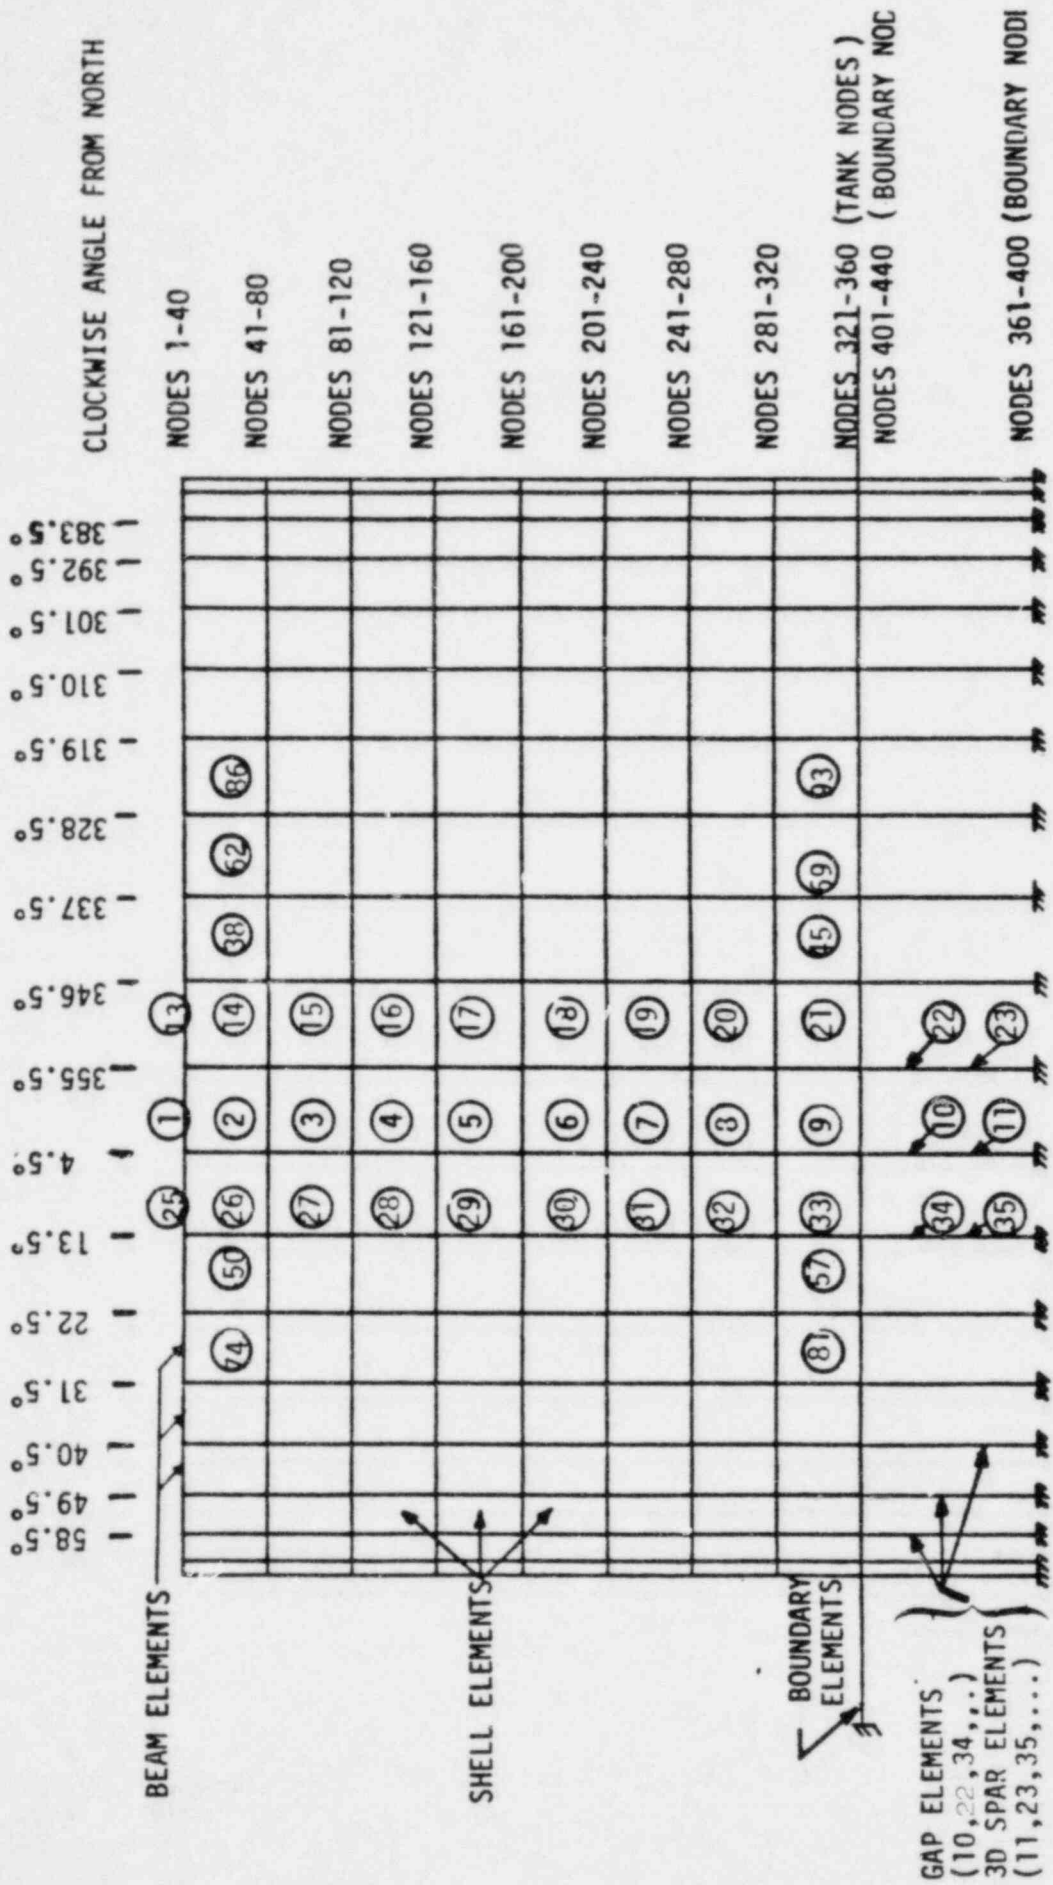 58.5° 49.5° 40.5° 31.5° 22.5° 13.5° 4.5° 355.5° 346.5° 337.5° 328.5° 319.5° 310.5° 301.5° 392.5° 383.5°
CLOCKWISE ANGLE FROM NORTH
BEAM ELEMENTS
25 1 13
NODES 1-40
74 50 26 2 14 38 62 86
NODES 41-80
27 3 15
NODES 81-120
28 4 16
NODES 121-160
SHELL ELEMENTS
29 5 17
NODES 161-200
30 6 18
NODES 201-240
31 7 19
NODES 241-280
32 8 20
NODES 281-320
BOUNDARY
ELEMENTS
81 57 33 9 21 45 69 93
NODES 321-360 (TANK NODES)
NODES 401-440 (BOUNDARY NOD
GAP ELEMENTS
(10,22,34,..)
3D SPAR ELEMENTS
(11,23,35,...)
34 10 22
35 11 23
NODES 361-400 (BOUNDARY NOD